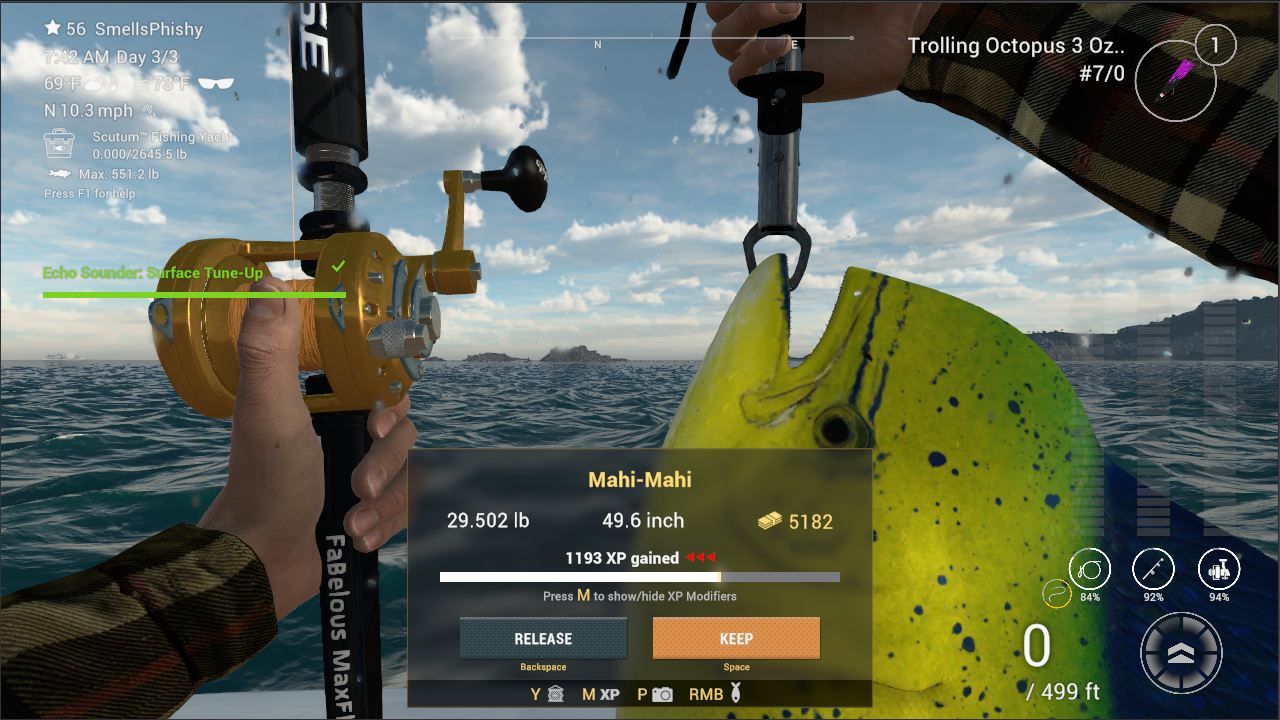 56 SmellsPhishy
7:42 AM Day 3/3
69°F 73°F
N 10.3 mph
Scutum™ Fishing Yacht
0.000/2645.5 lb
Max: 551.2 lb
Press F1 for help
Echo Sounder: Surface Tune-Up
N E
Trolling Octopus 3 Oz..
#7/0
1
FaBelous MaxFl
Mahi-Mahi
29.502 lb 49.6 inch 5182
1193 XP gained
Press M to show/hide XP Modifiers
RELEASE KEEP
Backspace Space
Y M XP P RMB
84% 92% 94%
0
/ 499 ft